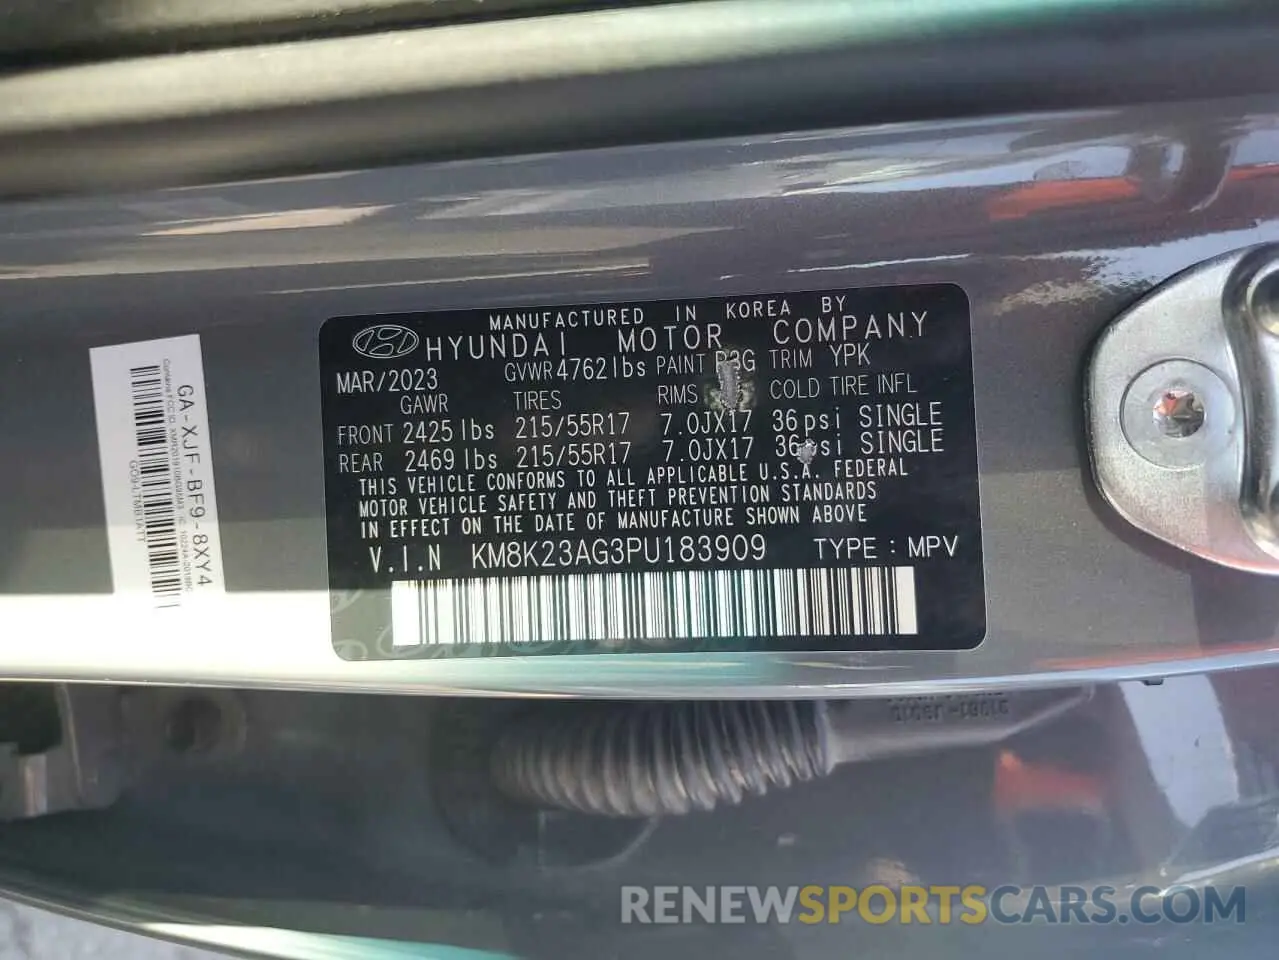 MANUFACTURED IN KOREA BY
HYUNDAI MOTOR COMPANY
MAR/2023 GVWR 4762 lbs PAINT TRIM YPK
GAWR TIRES RIMS COLD TIRE INFL
FRONT 2425 lbs 215/55R17 7.0JX17 36 psi SINGLE
REAR 2469 lbs 215/55R17 7.0JX17 36 psi SINGLE
THIS VEHICLE CONFORMS TO ALL APPLICABLE U.S.A. FEDERAL
MOTOR VEHICLE SAFETY AND THEFT PREVENTION STANDARDS
IN EFFECT ON THE DATE OF MANUFACTURE SHOWN ABOVE
V.I.N KM8K23AG3PU183909 TYPE : MPV
GA-XJF-BF9-8XY4
RENEWSPORTSCARS.COM